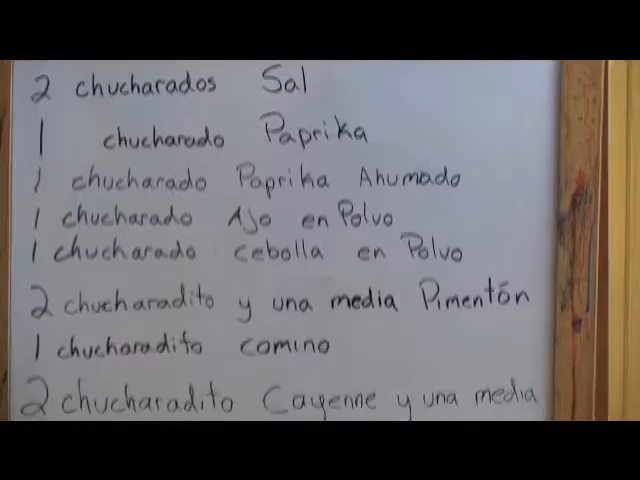 2 chucharados Sal
1 chucharado Paprika
1 chucharado Paprika Ahumado
1 chucharado Ajo en Polvo
1 chucharado cebolla en Polvo
2 chucharadito y una media Pimentón
1 chucharadito comino
2 chucharadito Cayenne y una media